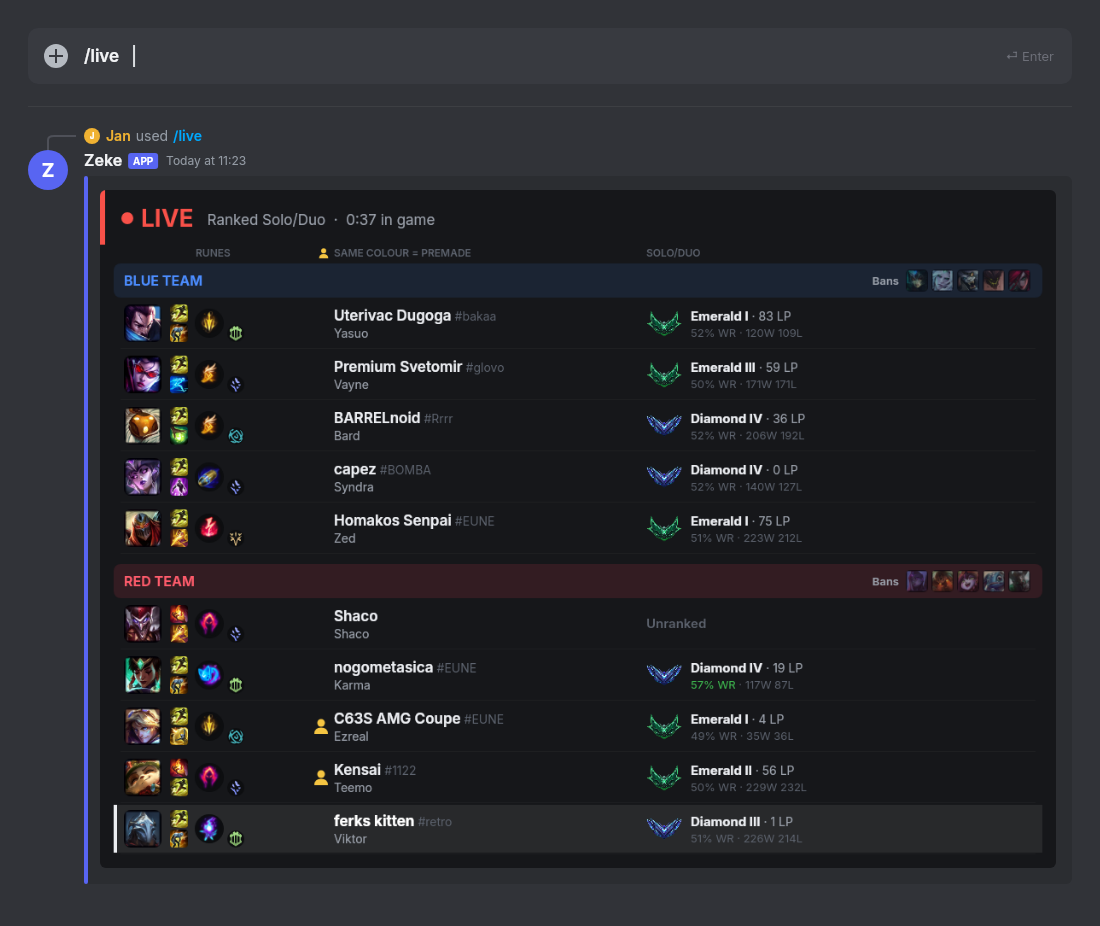 /live
Enter
J Jan used /live
Z
Zeke APP Today at 11:23
LIVE Ranked Solo/Duo · 0:37 in game
RUNES SAME COLOUR = PREMADE SOLO/DUO
BLUE TEAM Bans
Uterivac Dugoga #bakaa Emerald I · 83 LP
Yasuo 52% WR · 120W 109L
Premium Svetomir #glovo Emerald III · 59 LP
Vayne 50% WR · 171W 171L
BARRELnoid #Rrrr Diamond IV · 36 LP
Bard 52% WR · 206W 192L
capez #BOMBA Diamond IV · 0 LP
Syndra 52% WR · 140W 127L
Homakos Senpai #EUNE Emerald I · 75 LP
Zed 51% WR · 223W 212L
RED TEAM Bans
Shaco
Shaco Unranked
nogometasica #EUNE Diamond IV · 19 LP
Karma 57% WR · 117W 87L
C63S AMG Coupe #EUNE Emerald I · 4 LP
Ezreal 49% WR · 35W 36L
Kensai #1122 Emerald II · 56 LP
Teemo 50% WR · 229W 232L
ferks kitten #retro Diamond III · 1 LP
Viktor 51% WR · 226W 214L